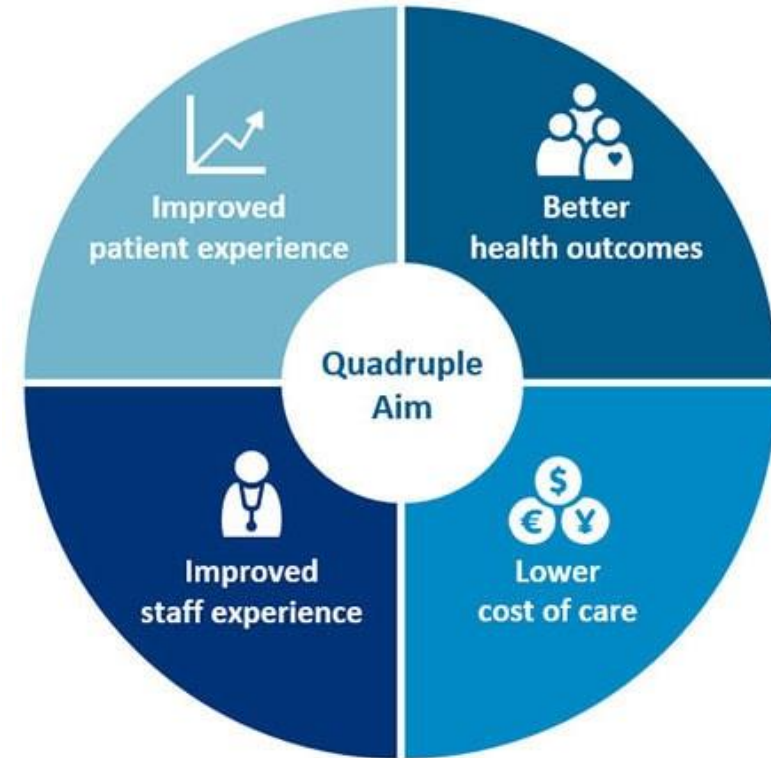 Improved
patient experience
Better
health outcomes
Quadruple
Aim
Improved
staff experience
$
€ ¥
Lower
cost of care